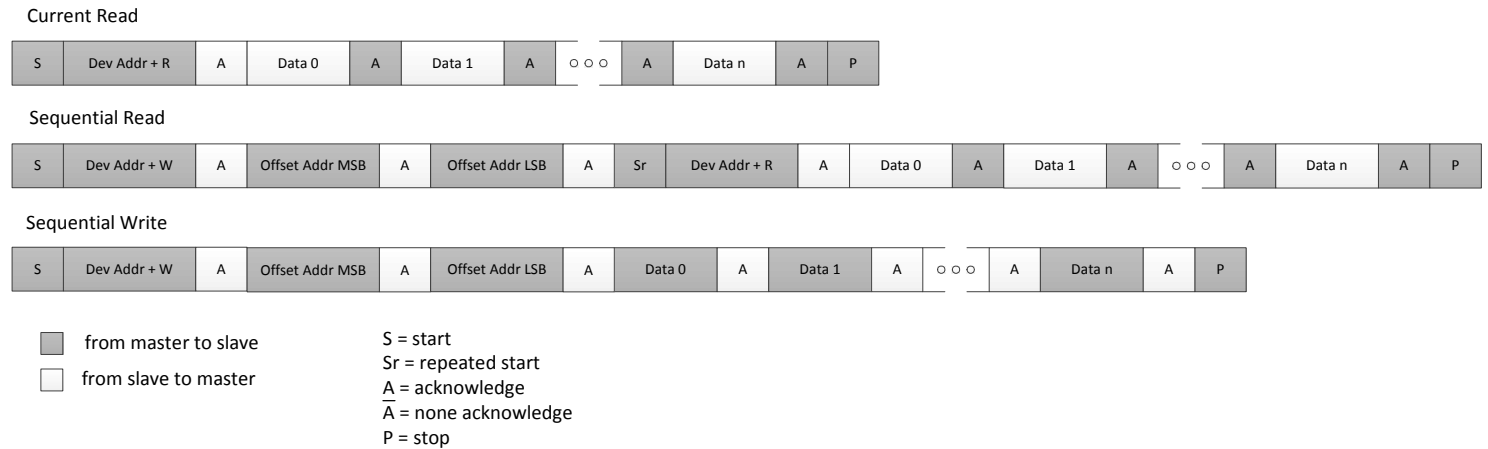 Current Read
S Dev Addr + R A Data 0 A Data 1 A ○ ○ ○ A Data n A P
Sequential Read
S Dev Addr + W A Offset Addr MSB A Offset Addr LSB A Sr Dev Addr + R A Data 0 A Data 1 A ○ ○ ○ A Data n A P
Sequential Write
S Dev Addr + W A Offset Addr MSB A Offset Addr LSB A Data 0 A Data 1 A ○ ○ ○ A Data n A P
from master to slave
from slave to master
S = start
Sr = repeated start
A = acknowledge
A̅ = none acknowledge
P = stop